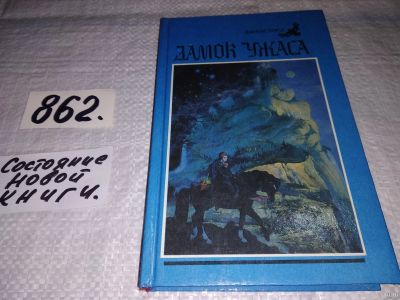 862.
Состояние
новой
книги.
ЗАМОК УЖАСА